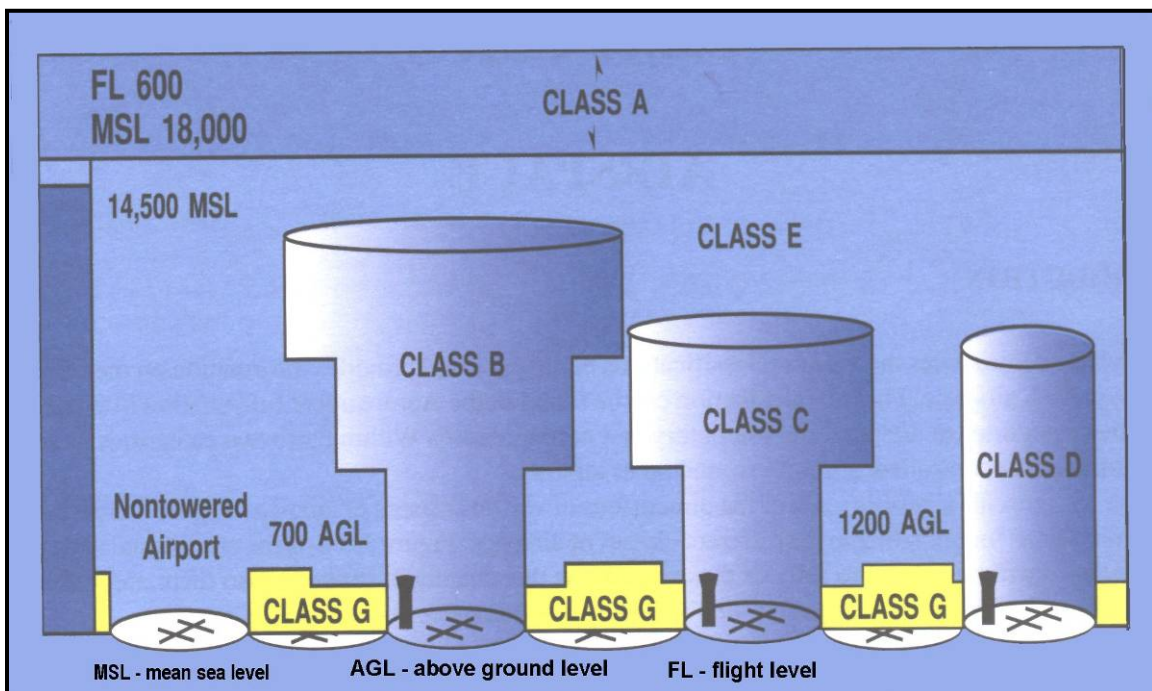 FL 600
MSL 18,000
CLASS A
14,500 MSL
CLASS E
CLASS B
CLASS C
CLASS D
Nontowered
Airport
700 AGL
1200 AGL
CLASS G
CLASS G
CLASS G
MSL - mean sea level
AGL - above ground level
FL - flight level